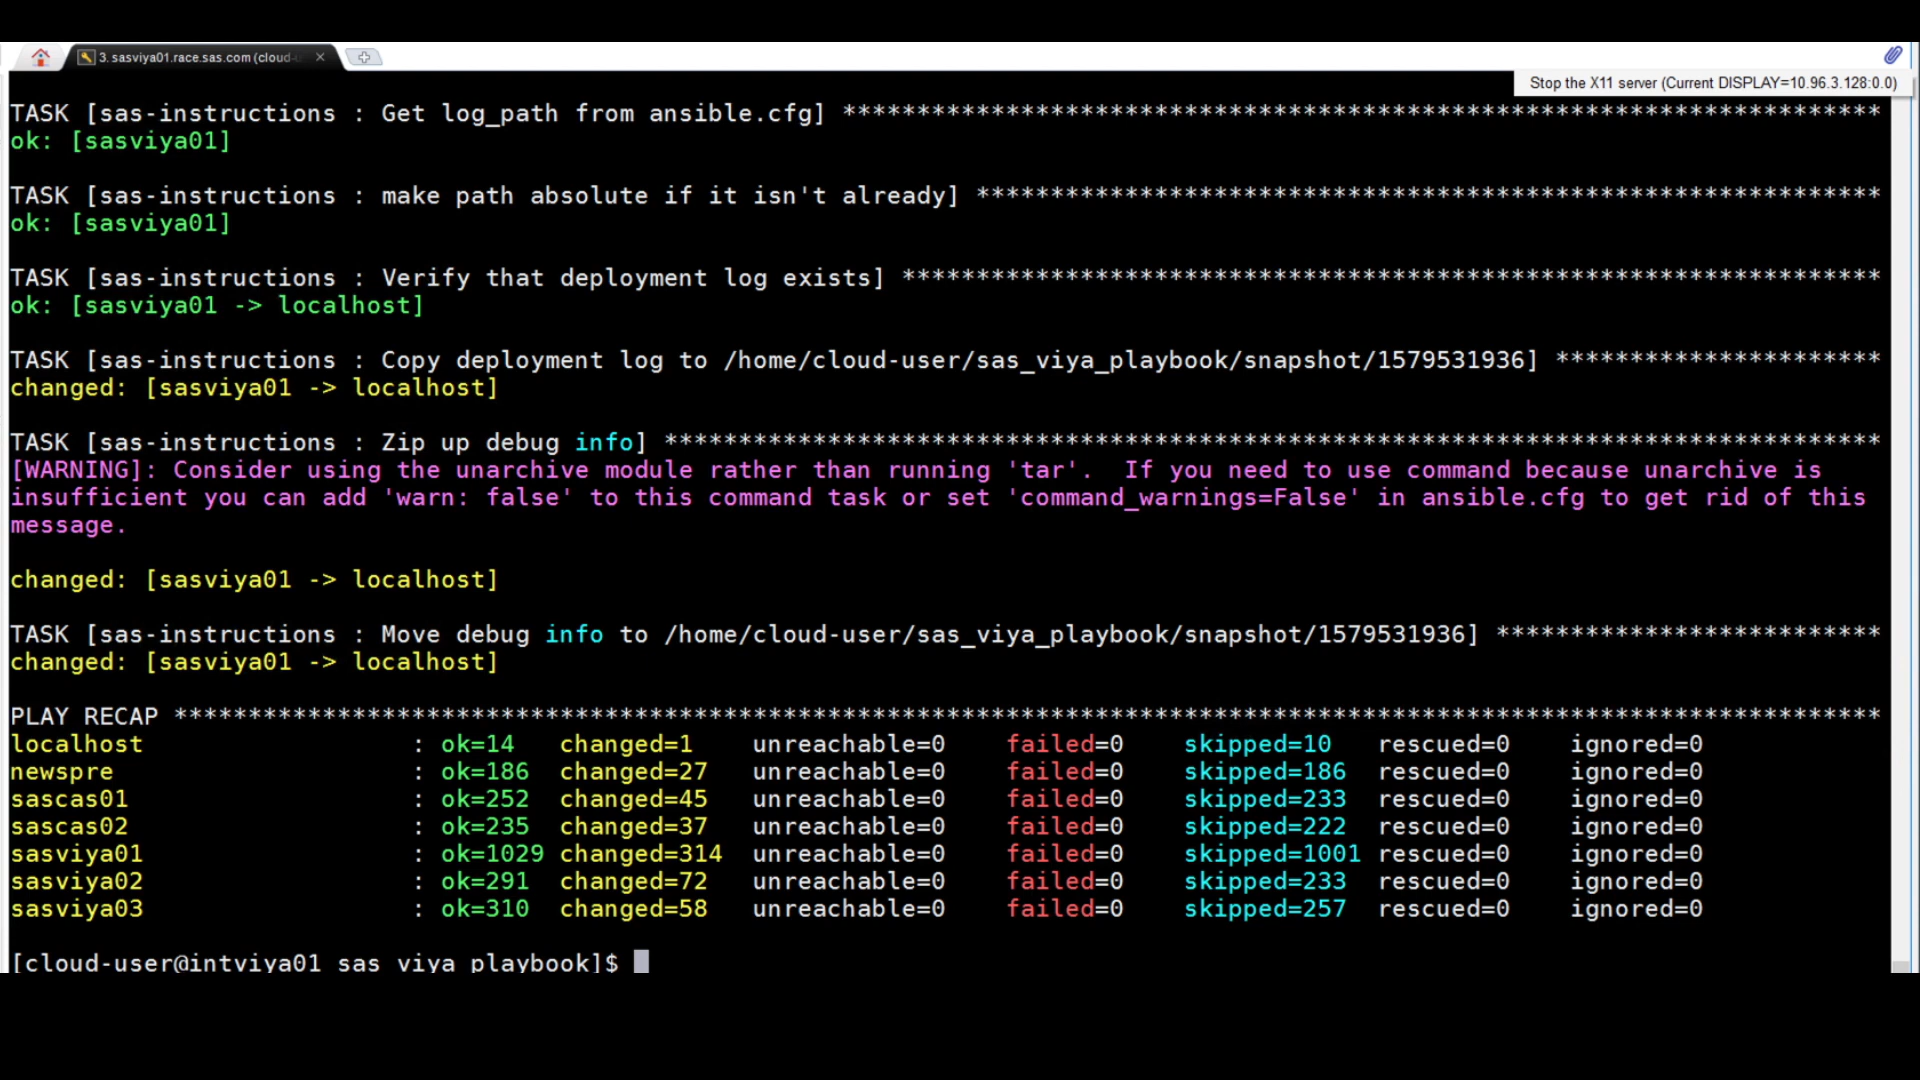 3. sasviya01.race.sas.com (cloud-
Stop the X11 server (Current DISPLAY=10.96.3.128:0.0)
TASK [sas-instructions : Get log_path from ansible.cfg] **********************************************************************
ok: [sasviya01]
TASK [sas-instructions : make path absolute if it isn't already] *************************************************************
ok: [sasviya01]
TASK [sas-instructions : Verify that deployment log exists] ******************************************************************
ok: [sasviya01 -> localhost]
TASK [sas-instructions : Copy deployment log to /home/cloud-user/sas_viya_playbook/snapshot/1579531936] **********************
changed: [sasviya01 -> localhost]
TASK [sas-instructions : Zip up debug info] **********************************************************************************
[WARNING]: Consider using the unarchive module rather than running 'tar'.  If you need to use command because unarchive is
insufficient you can add 'warn: false' to this command task or set 'command_warnings=False' in ansible.cfg to get rid of this
message.
changed: [sasviya01 -> localhost]
TASK [sas-instructions : Move debug info to /home/cloud-user/sas_viya_playbook/snapshot/1579531936] **************************
changed: [sasviya01 -> localhost]
PLAY RECAP *******************************************************************************************************************
localhost                  : ok=14   changed=1    unreachable=0    failed=0    skipped=10   rescued=0    ignored=0
newspre                    : ok=186  changed=27   unreachable=0    failed=0    skipped=186  rescued=0    ignored=0
sascas01                   : ok=252  changed=45   unreachable=0    failed=0    skipped=233  rescued=0    ignored=0
sascas02                   : ok=235  changed=37   unreachable=0    failed=0    skipped=222  rescued=0    ignored=0
sasviya01                  : ok=1029 changed=314  unreachable=0    failed=0    skipped=1001 rescued=0    ignored=0
sasviya02                  : ok=291  changed=72   unreachable=0    failed=0    skipped=233  rescued=0    ignored=0
sasviya03                  : ok=310  changed=58   unreachable=0    failed=0    skipped=257  rescued=0    ignored=0
[cloud-user@intviya01 sas_viya_playbook]$